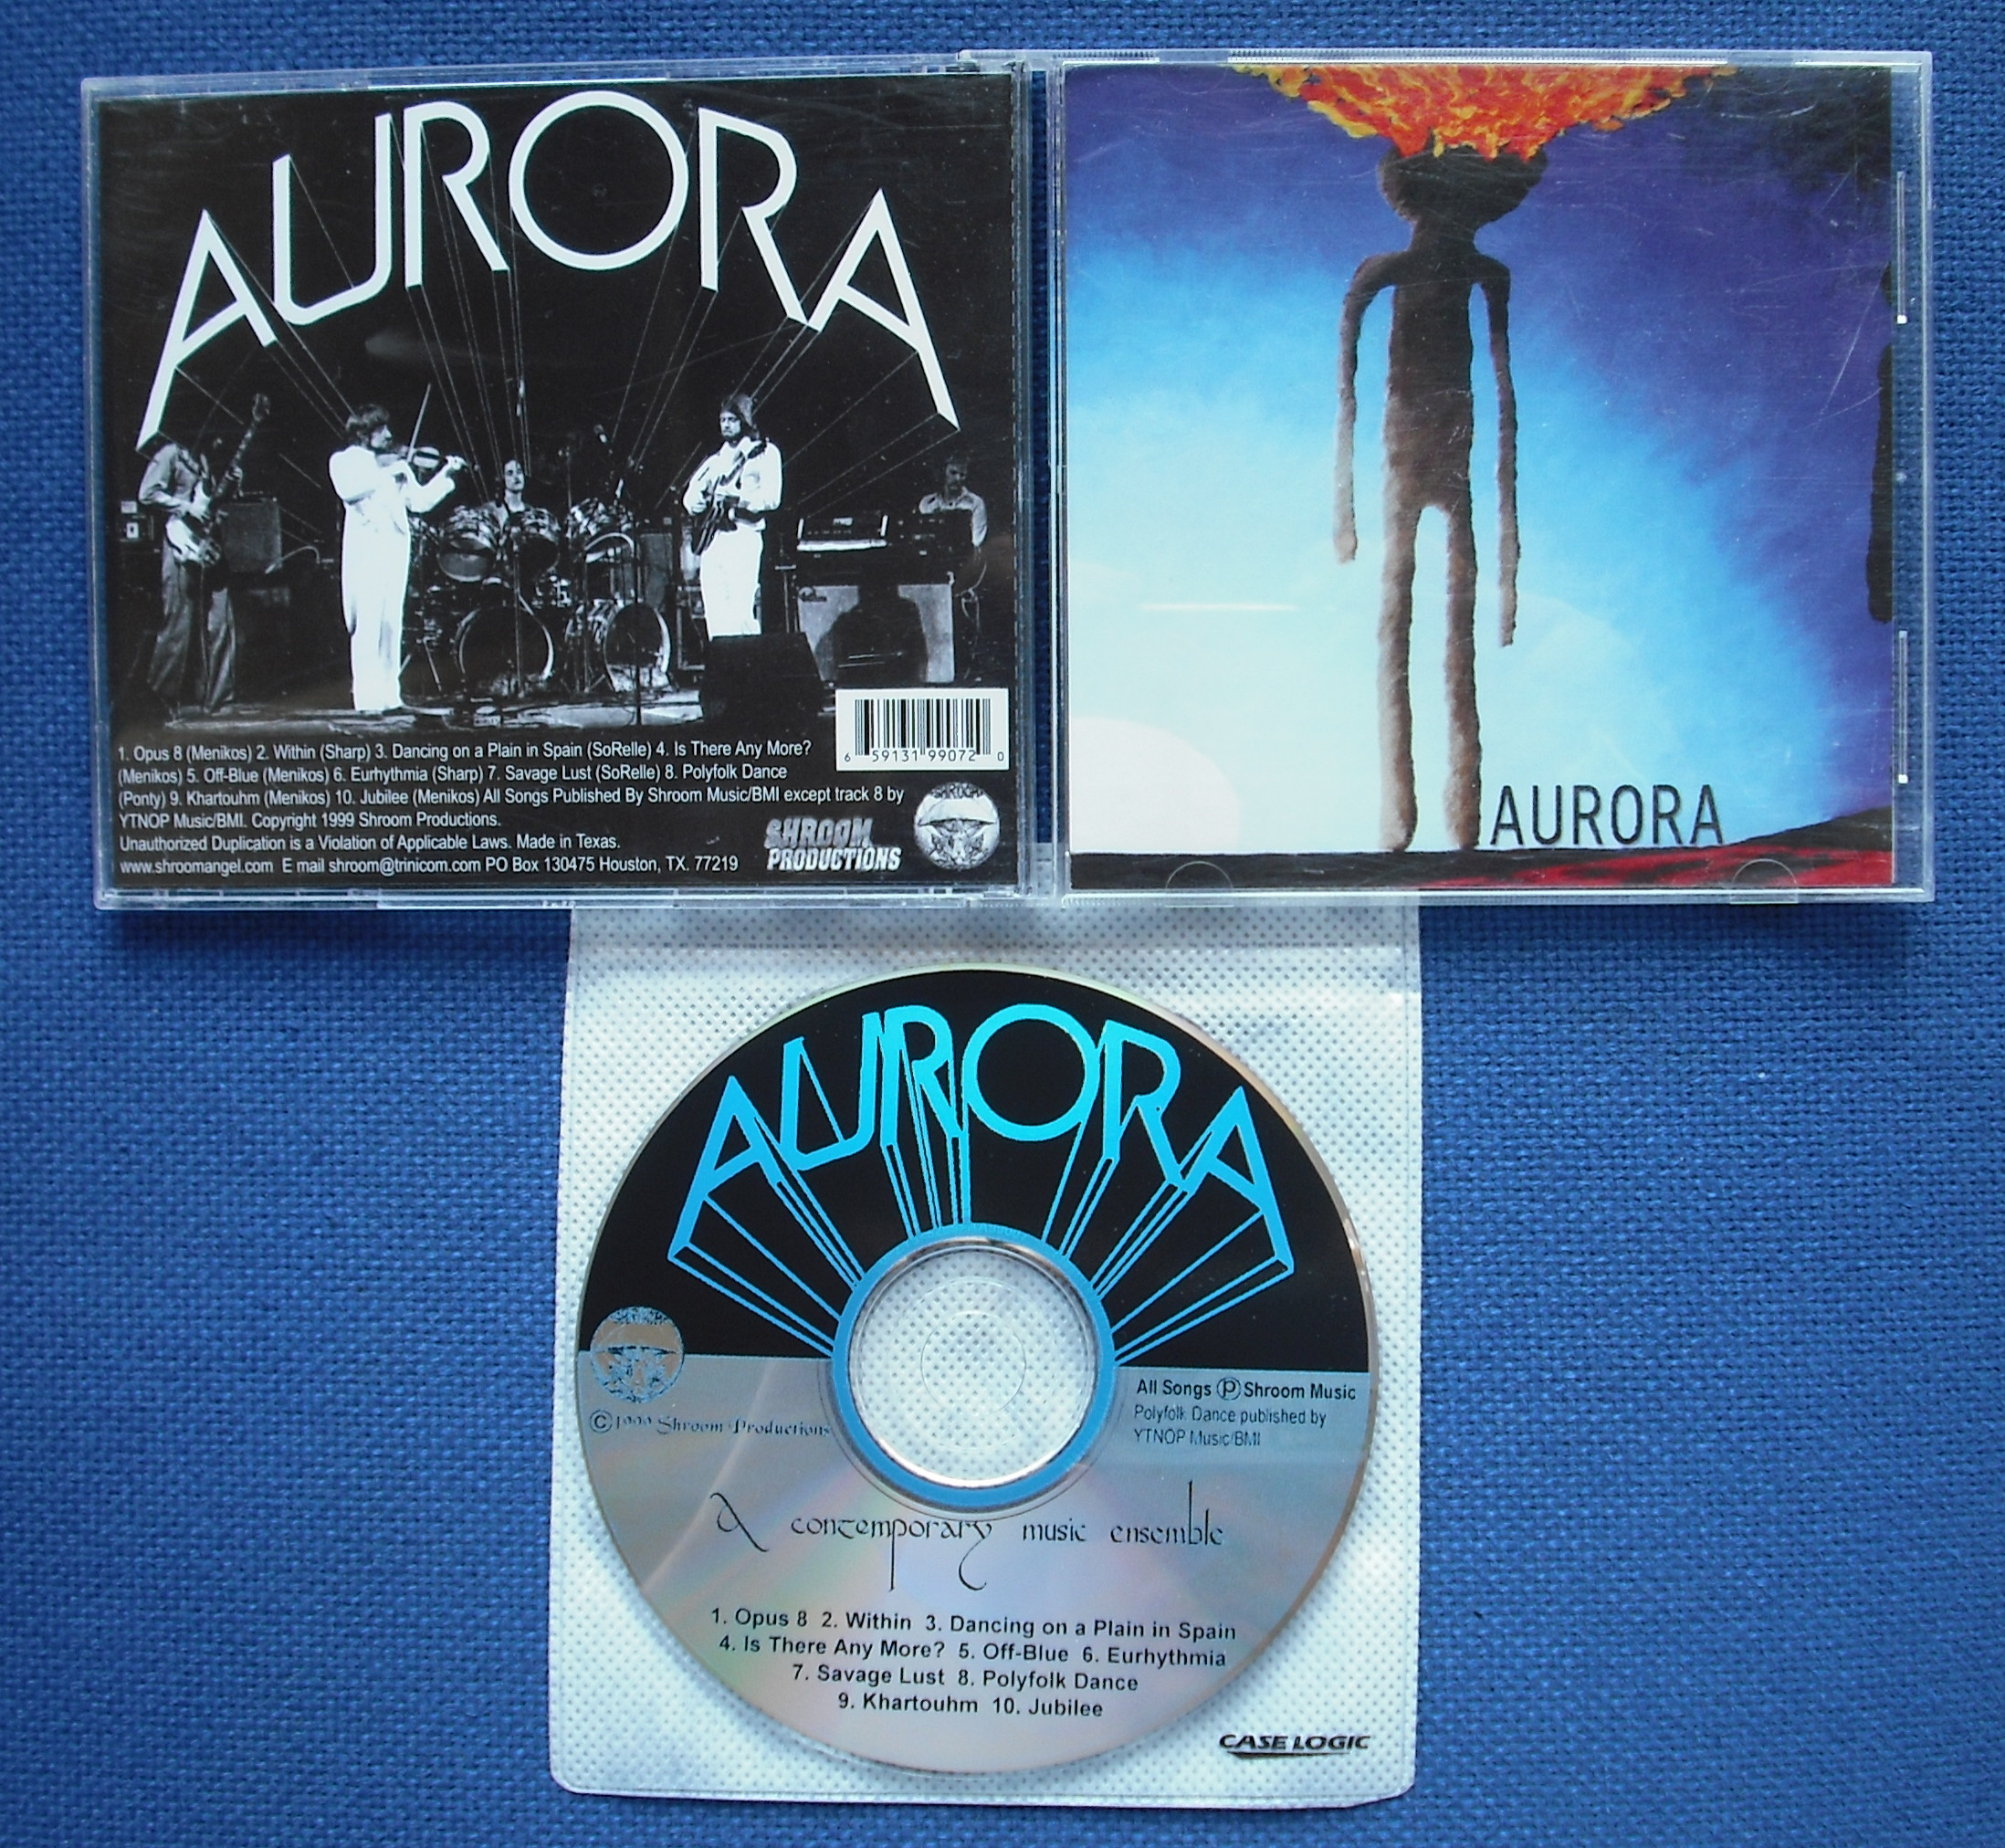 AURORA
1. Opus 8 (Menikos) 2. Within (Sharp) 3. Dancing on a Plain in Spain (SoRelle) 4. Is There Any More?
(Menikos) 5. Off-Blue (Menikos) 6. Eurhythmia (Sharp) 7. Savage Lust (SoRelle) 8. Polyfolk Dance
(Ponty) 9. Khartouhm (Menikos) 10. Jubilee (Menikos) All Songs Published By Shroom Music/BMI except track 8 by
YTNOP Music/BMI. Copyright 1999 Shroom Productions.
Unauthorized Duplication is a Violation of Applicable Laws. Made in Texas.
www.shroomangel.com E mail shroom@trinicom.com PO Box 130475 Houston, TX. 77219
6 59131 99072 0
SHROOM
PRODUCTIONS
SHROOM
AURORA
AURORA
©1999 Shroom Productions
All Songs Ⓟ Shroom Music
Polyfolk Dance published by
YTNOP Music/BMI
a contemporary music ensemble
1. Opus 8 2. Within 3. Dancing on a Plain in Spain
4. Is There Any More? 5. Off-Blue 6. Eurhythmia
7. Savage Lust 8. Polyfolk Dance
9. Khartouhm 10. Jubilee
CASE LOGIC